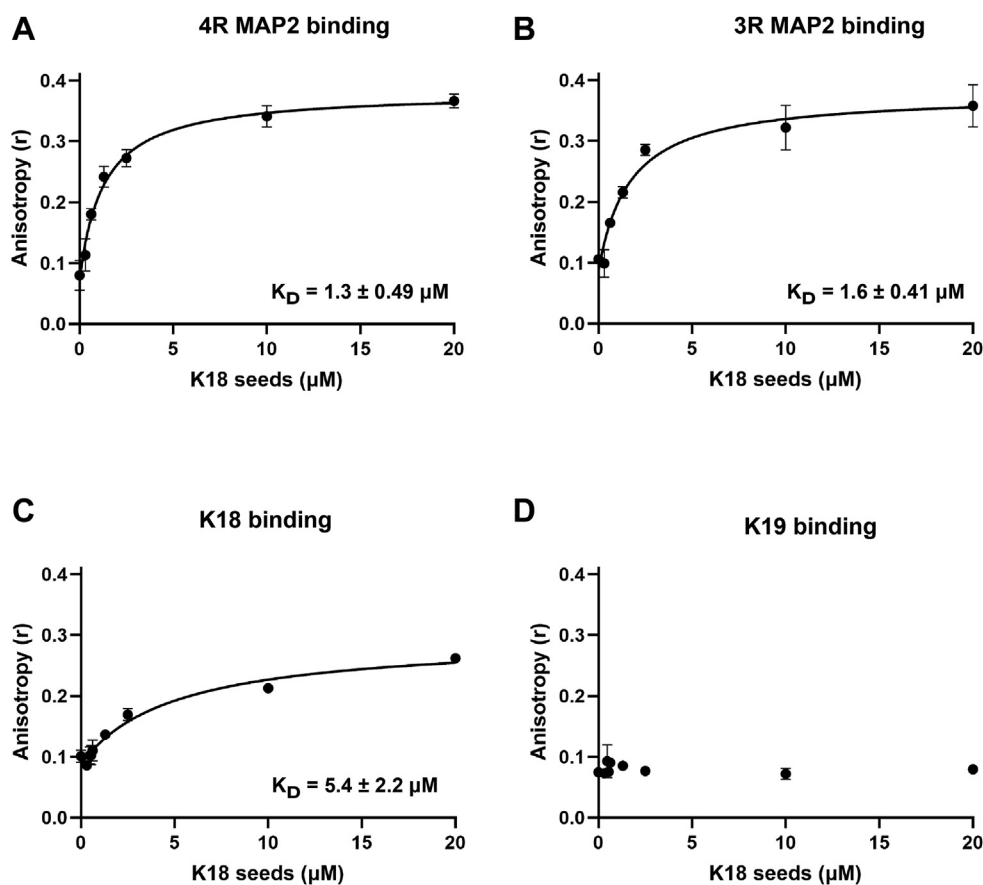 A
4R MAP2 binding
0.4
0.3
0.2
0.1
0.0
Anisotropy (r)
K_D = 1.3 ± 0.49 µM
0 5 10 15 20
K18 seeds (µM)
B
3R MAP2 binding
0.4
0.3
0.2
0.1
0.0
Anisotropy (r)
K_D = 1.6 ± 0.41 µM
0 5 10 15 20
K18 seeds (µM)
C
K18 binding
0.4
0.3
0.2
0.1
0.0
Anisotropy (r)
K_D = 5.4 ± 2.2 µM
0 5 10 15 20
K18 seeds (µM)
D
K19 binding
0.4
0.3
0.2
0.1
0.0
Anisotropy (r)
0 5 10 15 20
K18 seeds (µM)